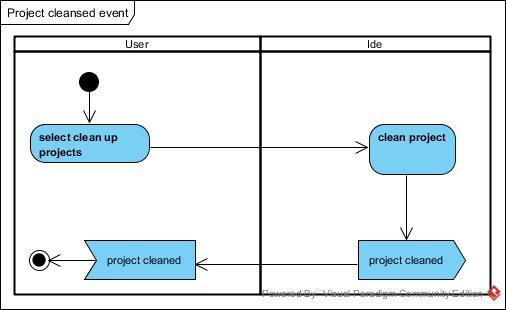 Project cleansed event
User
Ide
select clean up
projects
clean project
project cleaned
project cleaned
Powered By: Visual Paradigm Community Edition